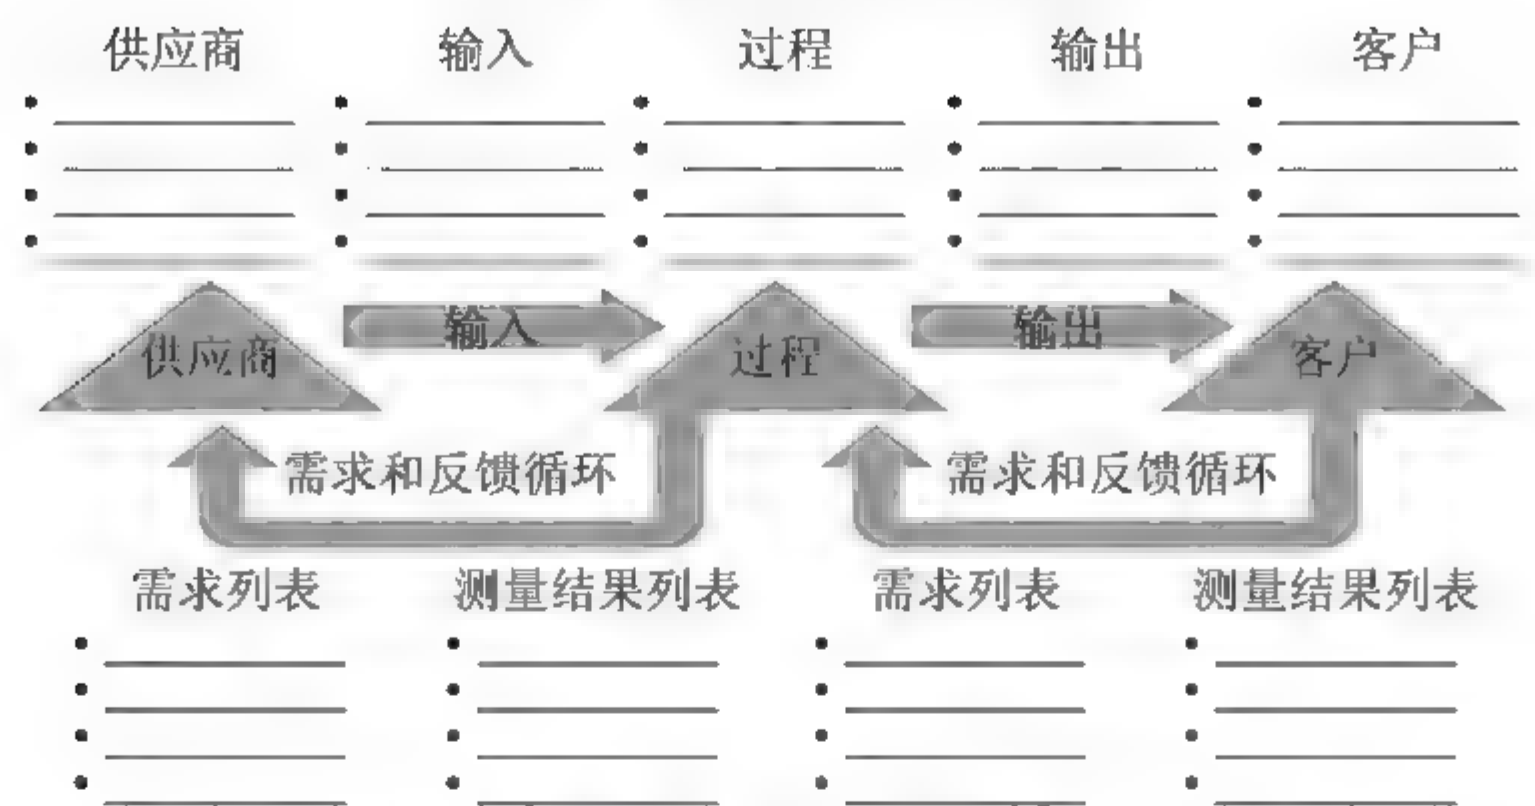 供应商 输入 过程 输出 客户
供应商 输入 过程 输出 客户
需求和反馈循环 需求和反馈循环
需求列表 测量结果列表 需求列表 测量结果列表